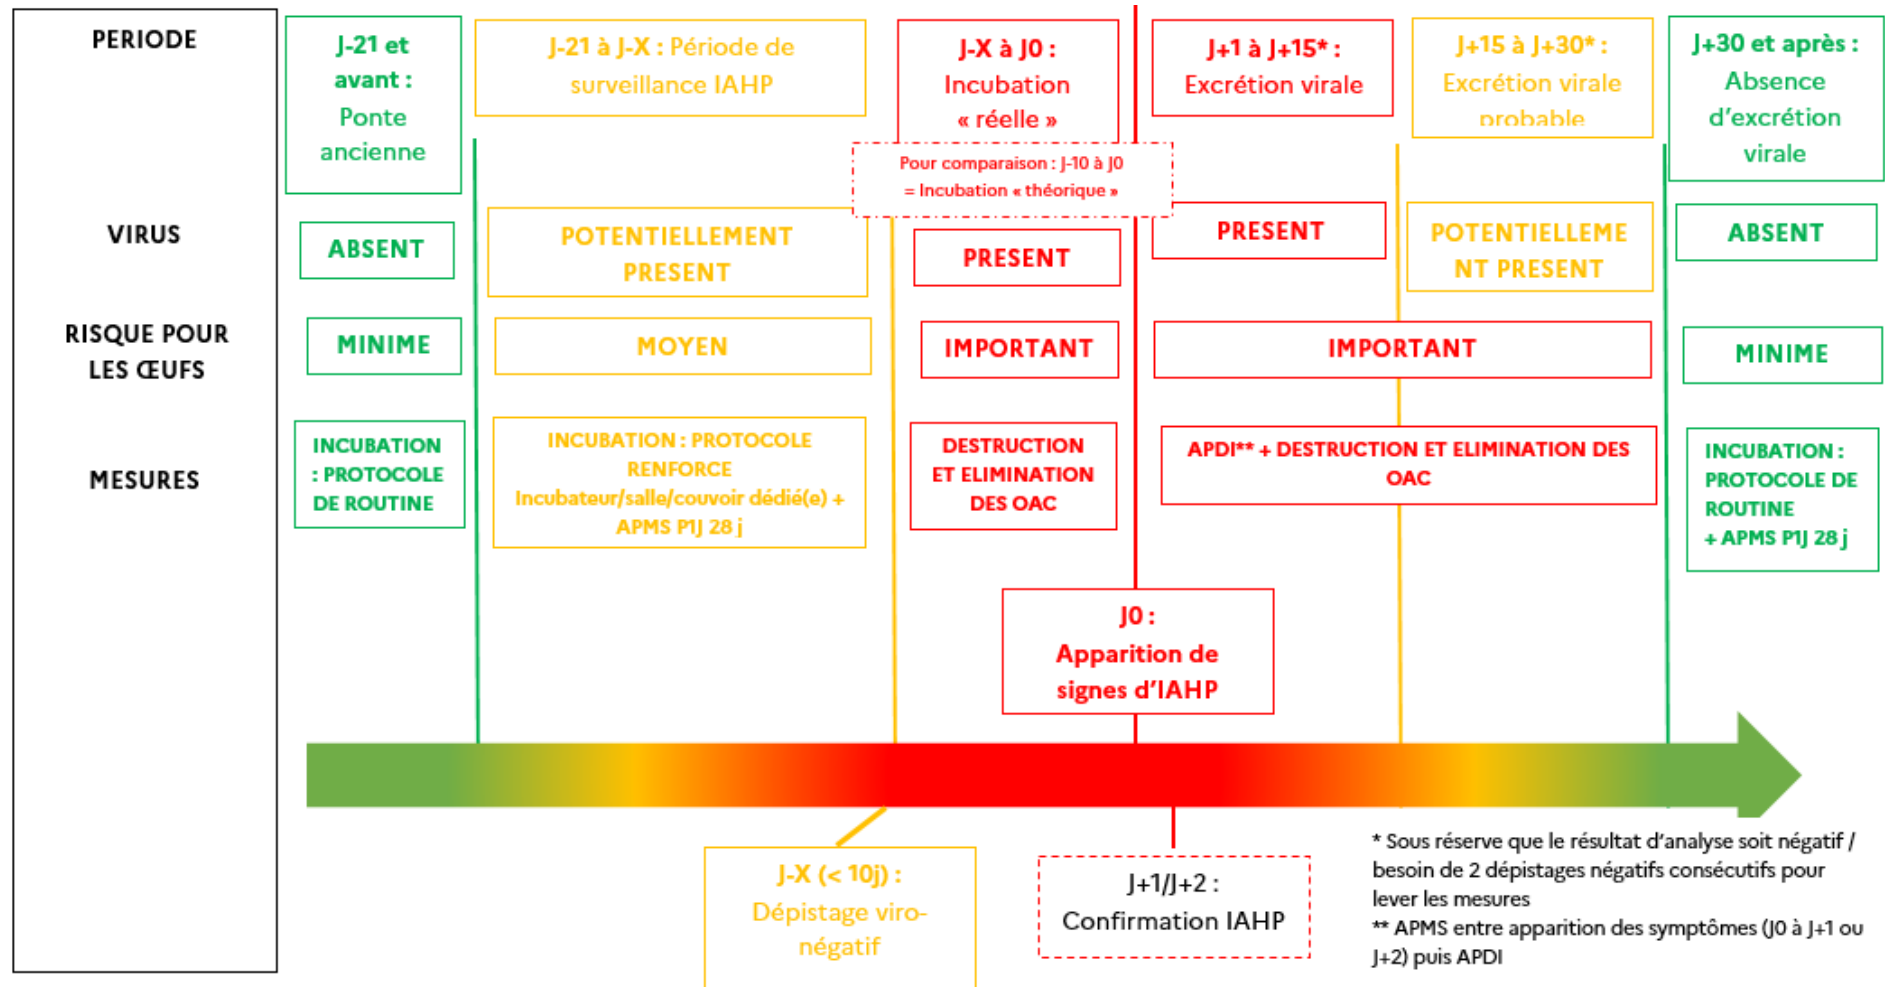 PERIODE
J-21 et
avant :
Ponte
ancienne
J-21 à J-X : Période de
surveillance IAHP
J-X à J0 :
Incubation
« réelle »
J+1 à J+15* :
Excrétion virale
J+15 à J+30* :
Excrétion virale
probable
J+30 et après :
Absence
d'excrétion
virale
Pour comparaison : J-10 à J0
= Incubation « théorique »
VIRUS
ABSENT
POTENTIELLEMENT
PRESENT
PRESENT
PRESENT
POTENTIELLEME
NT PRESENT
ABSENT
RISQUE POUR
LES ŒUFS
MINIME
MOYEN
IMPORTANT
IMPORTANT
MINIME
MESURES
INCUBATION
: PROTOCOLE
DE ROUTINE
INCUBATION : PROTOCOLE
RENFORCE
Incubateur/salle/couvoir dédié(e) +
APMS P1J 28 j
DESTRUCTION
ET ELIMINATION
DES OAC
APDI** + DESTRUCTION ET ELIMINATION DES
OAC
INCUBATION :
PROTOCOLE DE
ROUTINE
+ APMS P1J 28 j
J0 :
Apparition de
signes d'IAHP
J-X (< 10j) :
Dépistage viro-
négatif
J+1/J+2 :
Confirmation IAHP
* Sous réserve que le résultat d'analyse soit négatif /
besoin de 2 dépistages négatifs consécutifs pour
lever les mesures
** APMS entre apparition des symptômes (J0 à J+1 ou
J+2) puis APDI